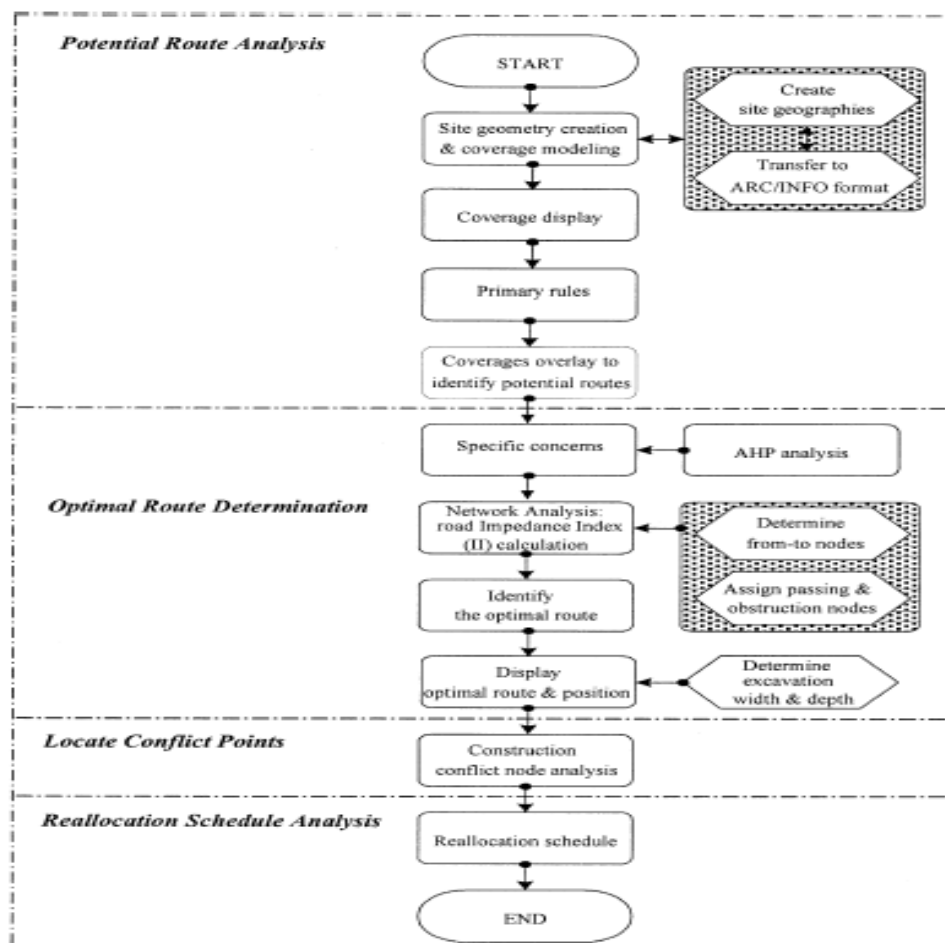 Potential Route Analysis
START
Create
site geographies
Site geometry creation
& coverage modeling
Transfer to
ARC/INFO format
Coverage display
Primary rules
Coverages overlay to
identify potential routes
Optimal Route Determination
Specific concerns
AHP analysis
Network Analysis:
road Impedance Index
(II) calculation
Determine
from-to nodes
Assign passing &
obstruction nodes
Identify
the optimal route
Display
optimal route & position
Determine
excavation
width & depth
Locate Conflict Points
Construction
conflict node analysis
Reallocation Schedule Analysis
Reallocation schedule
END